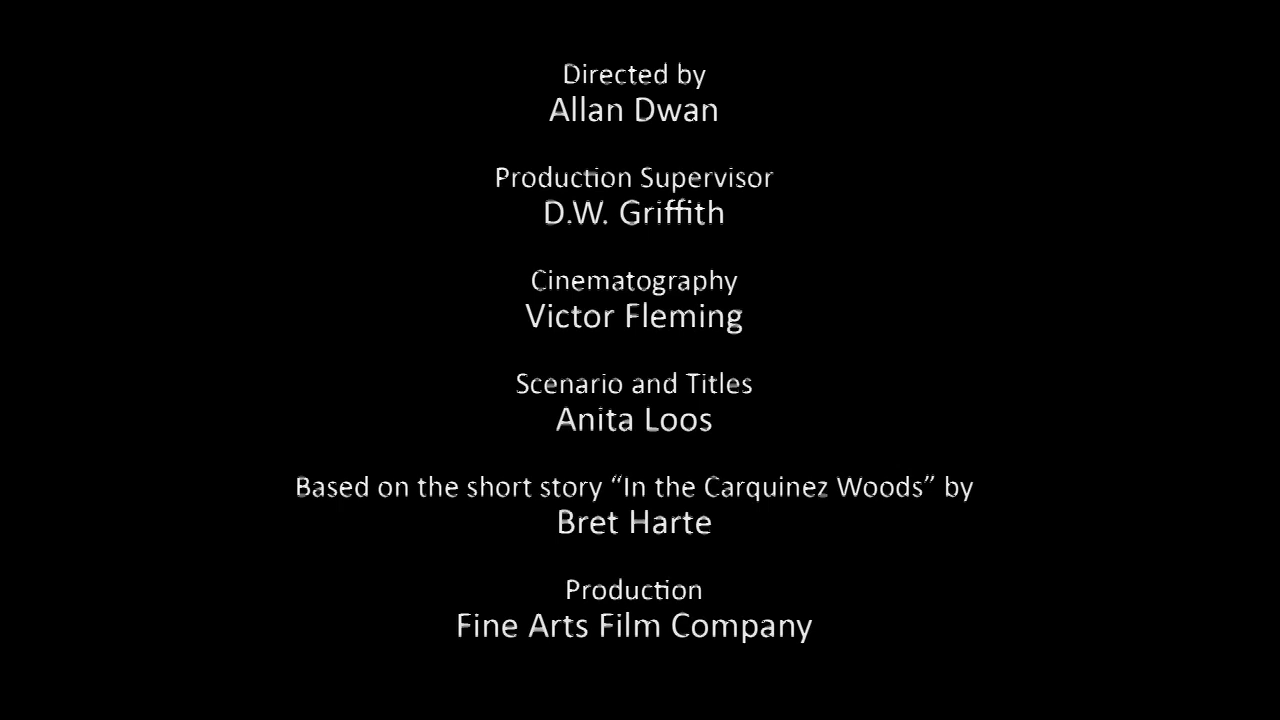 Directed by
Allan Dwan
Production Supervisor
D.W. Griffith
Cinematography
Victor Fleming
Scenario and Titles
Anita Loos
Based on the short story “In the Carquinez Woods” by
Bret Harte
Production
Fine Arts Film Company